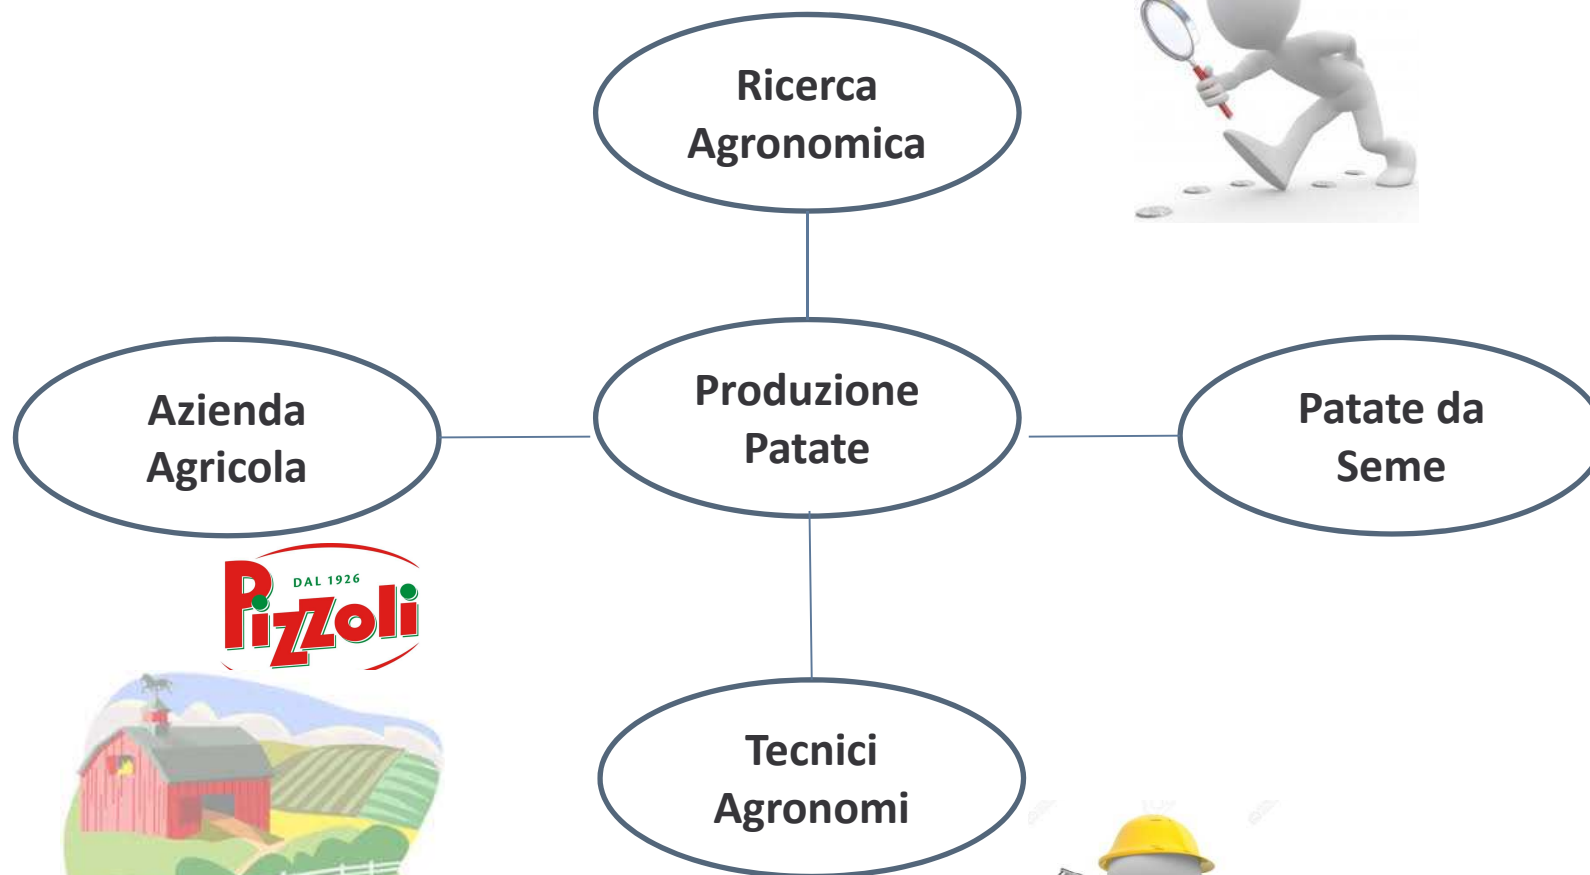 Ricerca
Agronomica
Azienda
Agricola
Produzione
Patate
Patate da
Seme
DAL 1926
Pizzoli
Tecnici
Agronomi